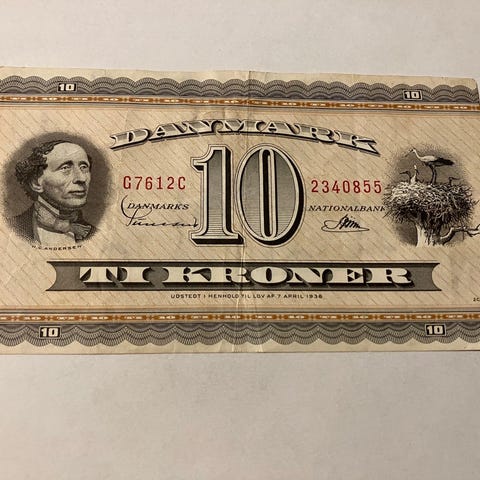 10 10
DANMARK
G7612C 10 2340855
DANMARKS NATIONALBANK
H.C. ANDERSEN
TI KRONER
UDSTEDT I HENHOLD TIL LOV AF 7 APRIL 1936
10 10